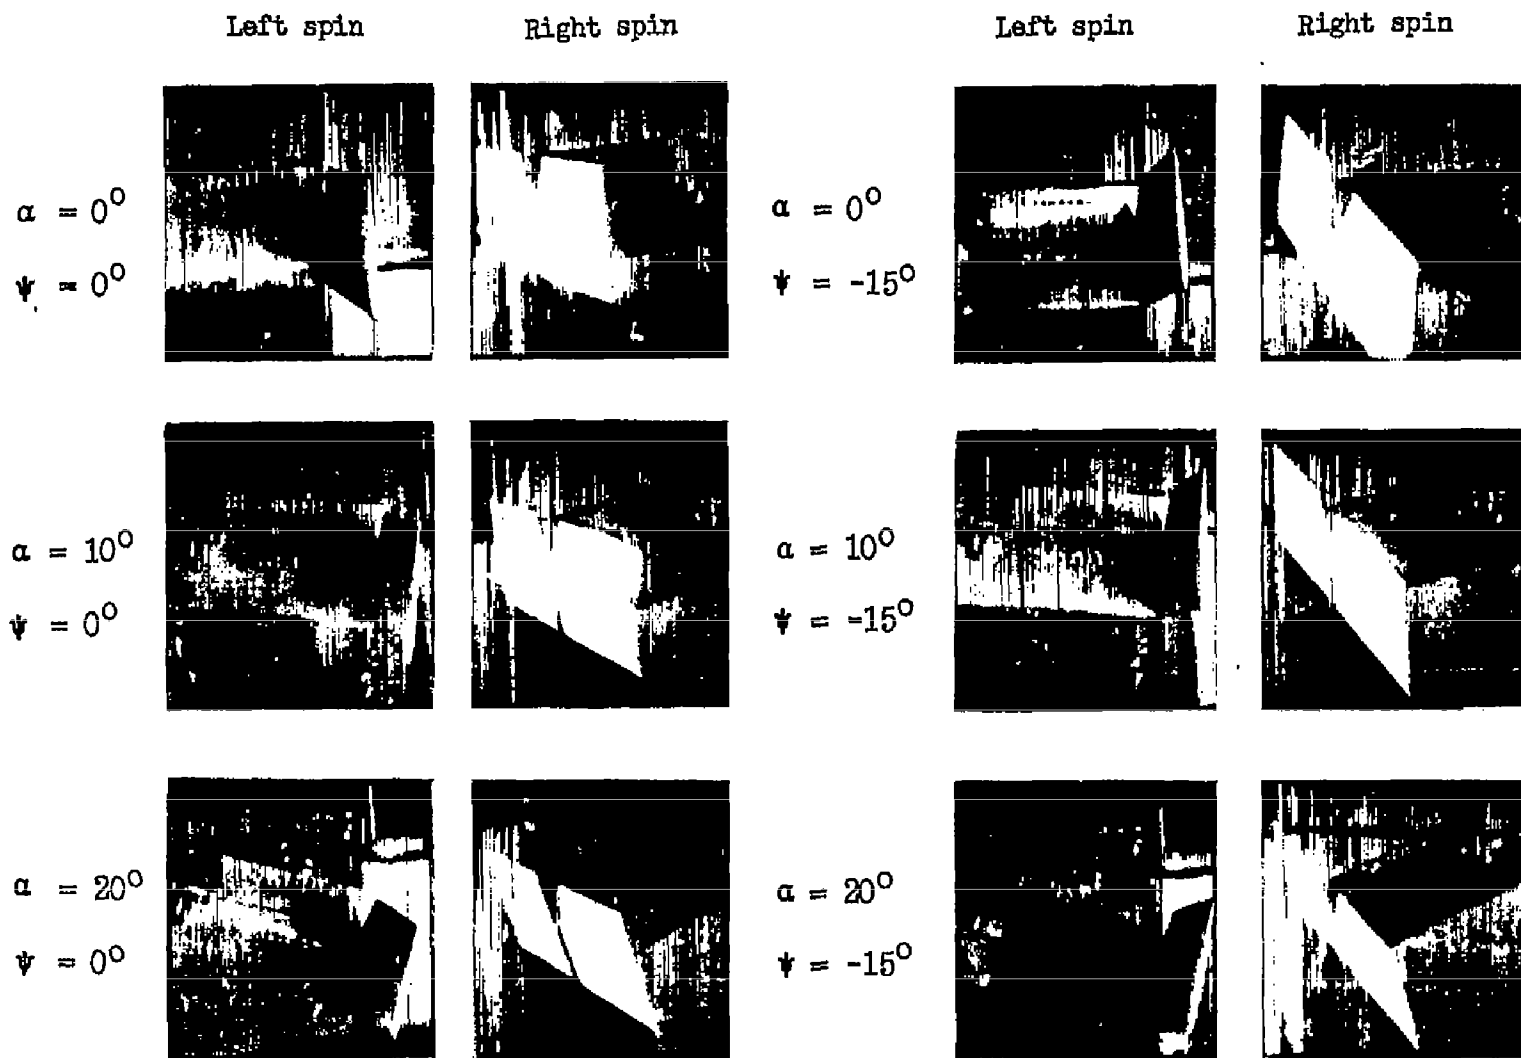 Left spin Right spin Left spin Right spin
α = 0° α = 0°
ψ = 0° ψ = -15°
α = 10° α = 10°
ψ = 0° ψ = -15°
α = 20° α = 20°
ψ = 0° ψ = -15°